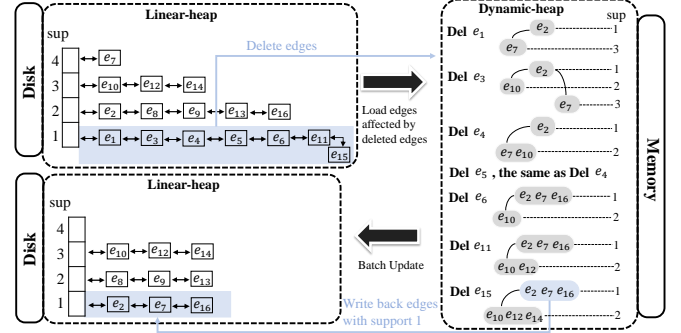 Disk
Linear-heap
sup
4 e7
3 e10 e12 e14
2 e2 e8 e9 e13 e16
1 e1 e3 e4 e5 e6 e11
e15
Delete edges
Load edges
affected by
deleted edges
Dynamic-heap
sup
Del e1 e2 1
e7 3
Del e3 e2 1
e10 2
e7 3
Del e4 e2 1
e7 e10 2
Del e5 , the same as Del e4
Del e6 e2 e7 e16 1
e10 2
Del e11 e2 e7 e16 1
e10 e12 2
Del e15 e2 e7 e16 1
e10 e12 e14 2
Memory
Disk
Linear-heap
sup
4
3 e10 e12 e14
2 e8 e9 e13
1 e2 e7 e16
Batch Update
Write back edges
with support 1